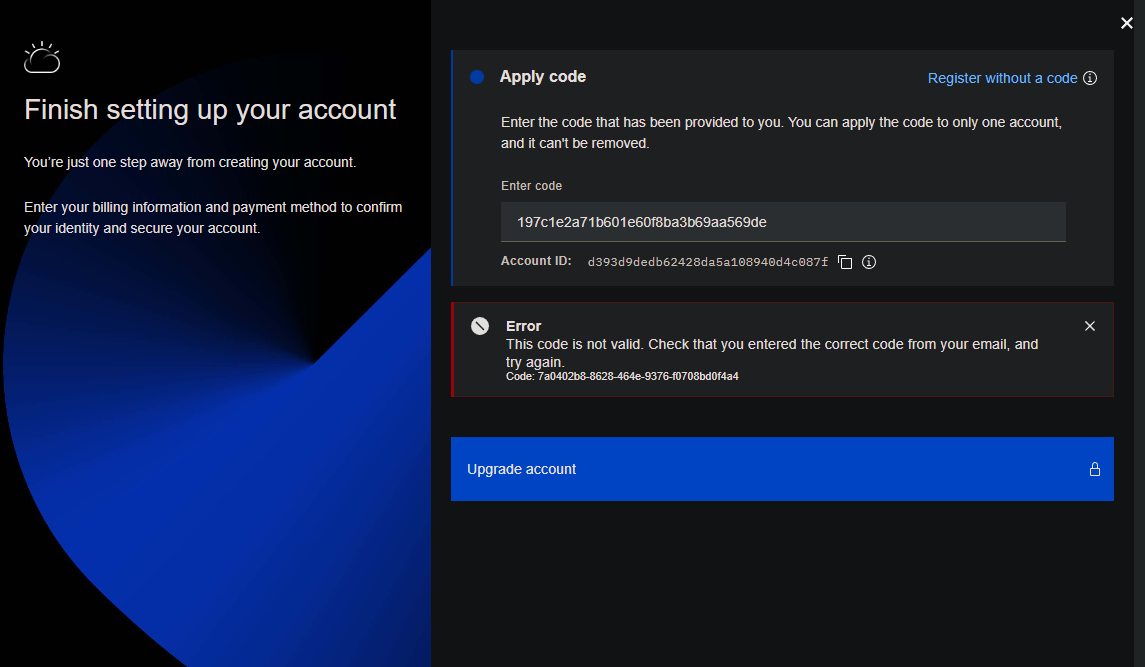 Finish setting up your account
You're just one step away from creating your account.
Enter your billing information and payment method to confirm
your identity and secure your account.
Apply code
Register without a code
Enter the code that has been provided to you. You can apply the code to only one account,
and it can't be removed.
Enter code
197c1e2a71b601e60f8ba3b69aa569de
Account ID: d393d9dedb62428da5a108940d4c087f
Error
This code is not valid. Check that you entered the correct code from your email, and
try again.
Code: 7a0402b8-8628-464e-9376-f0708bd0f4a4
Upgrade account